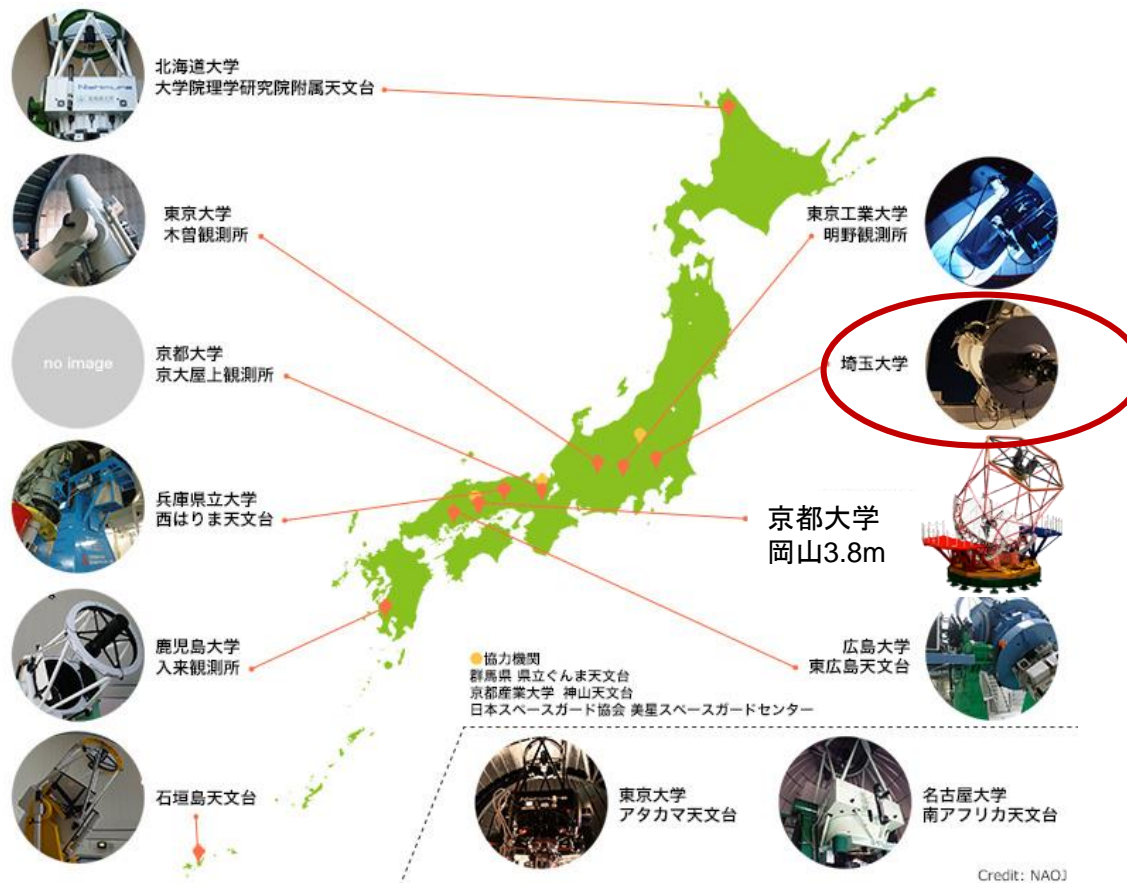 北海道大学
大学院理学研究院附属天文台
Nishimura
東京大学
木曽観測所
東京工業大学
明野観測所
no image
京都大学
京大屋上観測所
埼玉大学
兵庫県立大学
西はりま天文台
京都大学
岡山3.8m
鹿児島大学
入来観測所
広島大学
東広島天文台
協力機関
群馬県 県立ぐんま天文台
京都産業大学 神山天文台
日本スペースガード協会 美星スペースガードセンター
石垣島天文台
東京大学
アタカマ天文台
名古屋大学
南アフリカ天文台
Credit: NAOJ